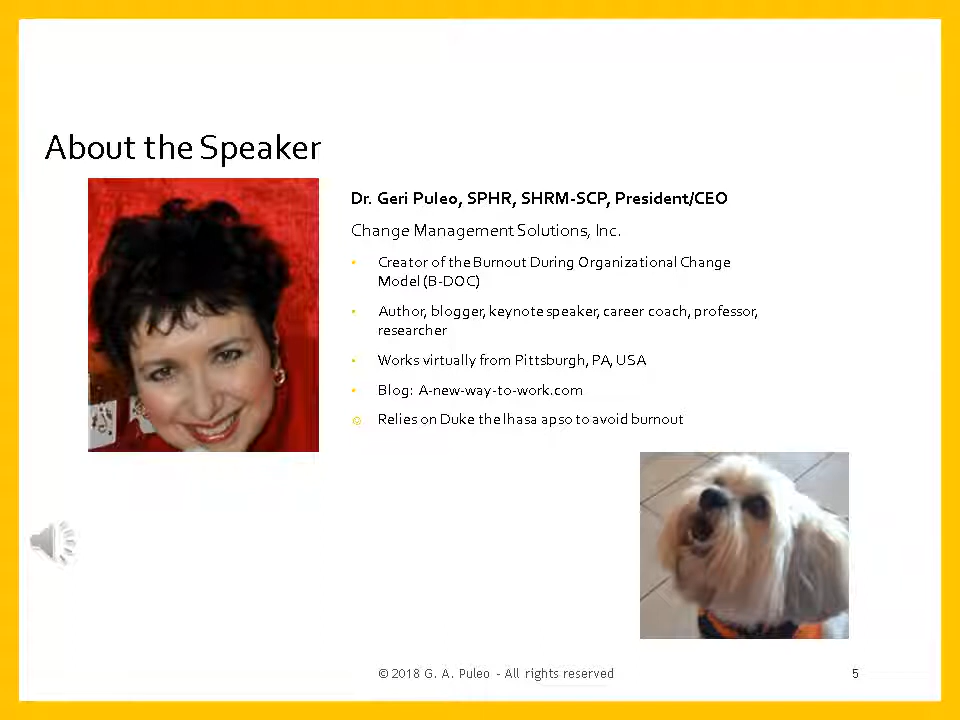 About the Speaker
Dr. Geri Puleo, SPHR, SHRM-SCP, President/CEO
Change Management Solutions, Inc.
• Creator of the Burnout During Organizational Change
Model (B-DOC)
• Author, blogger, keynote speaker, career coach, professor,
researcher
• Works virtually from Pittsburgh, PA, USA
• Blog: A-new-way-to-work.com
☺ Relies on Duke the lhasa apso to avoid burnout
© 2018 G. A. Puleo - All rights reserved
5